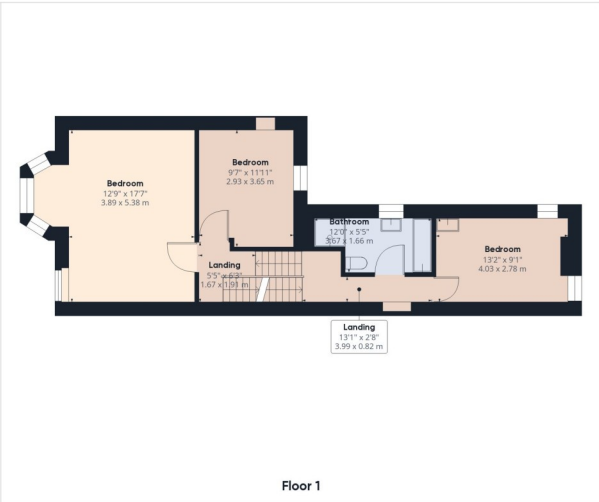 Bedroom
12'9" x 17'7"
3.89 x 5.38 m
Bedroom
9'7" x 11'11"
2.93 x 3.65 m
Bathroom
12'0" x 5'5"
3.67 x 1.66 m
Bedroom
13'2" x 9'1"
4.03 x 2.78 m
Landing
5'5" x 6'3"
1.67 x 1.91 m
Landing
13'1" x 2'8"
3.99 x 0.82 m
Floor 1